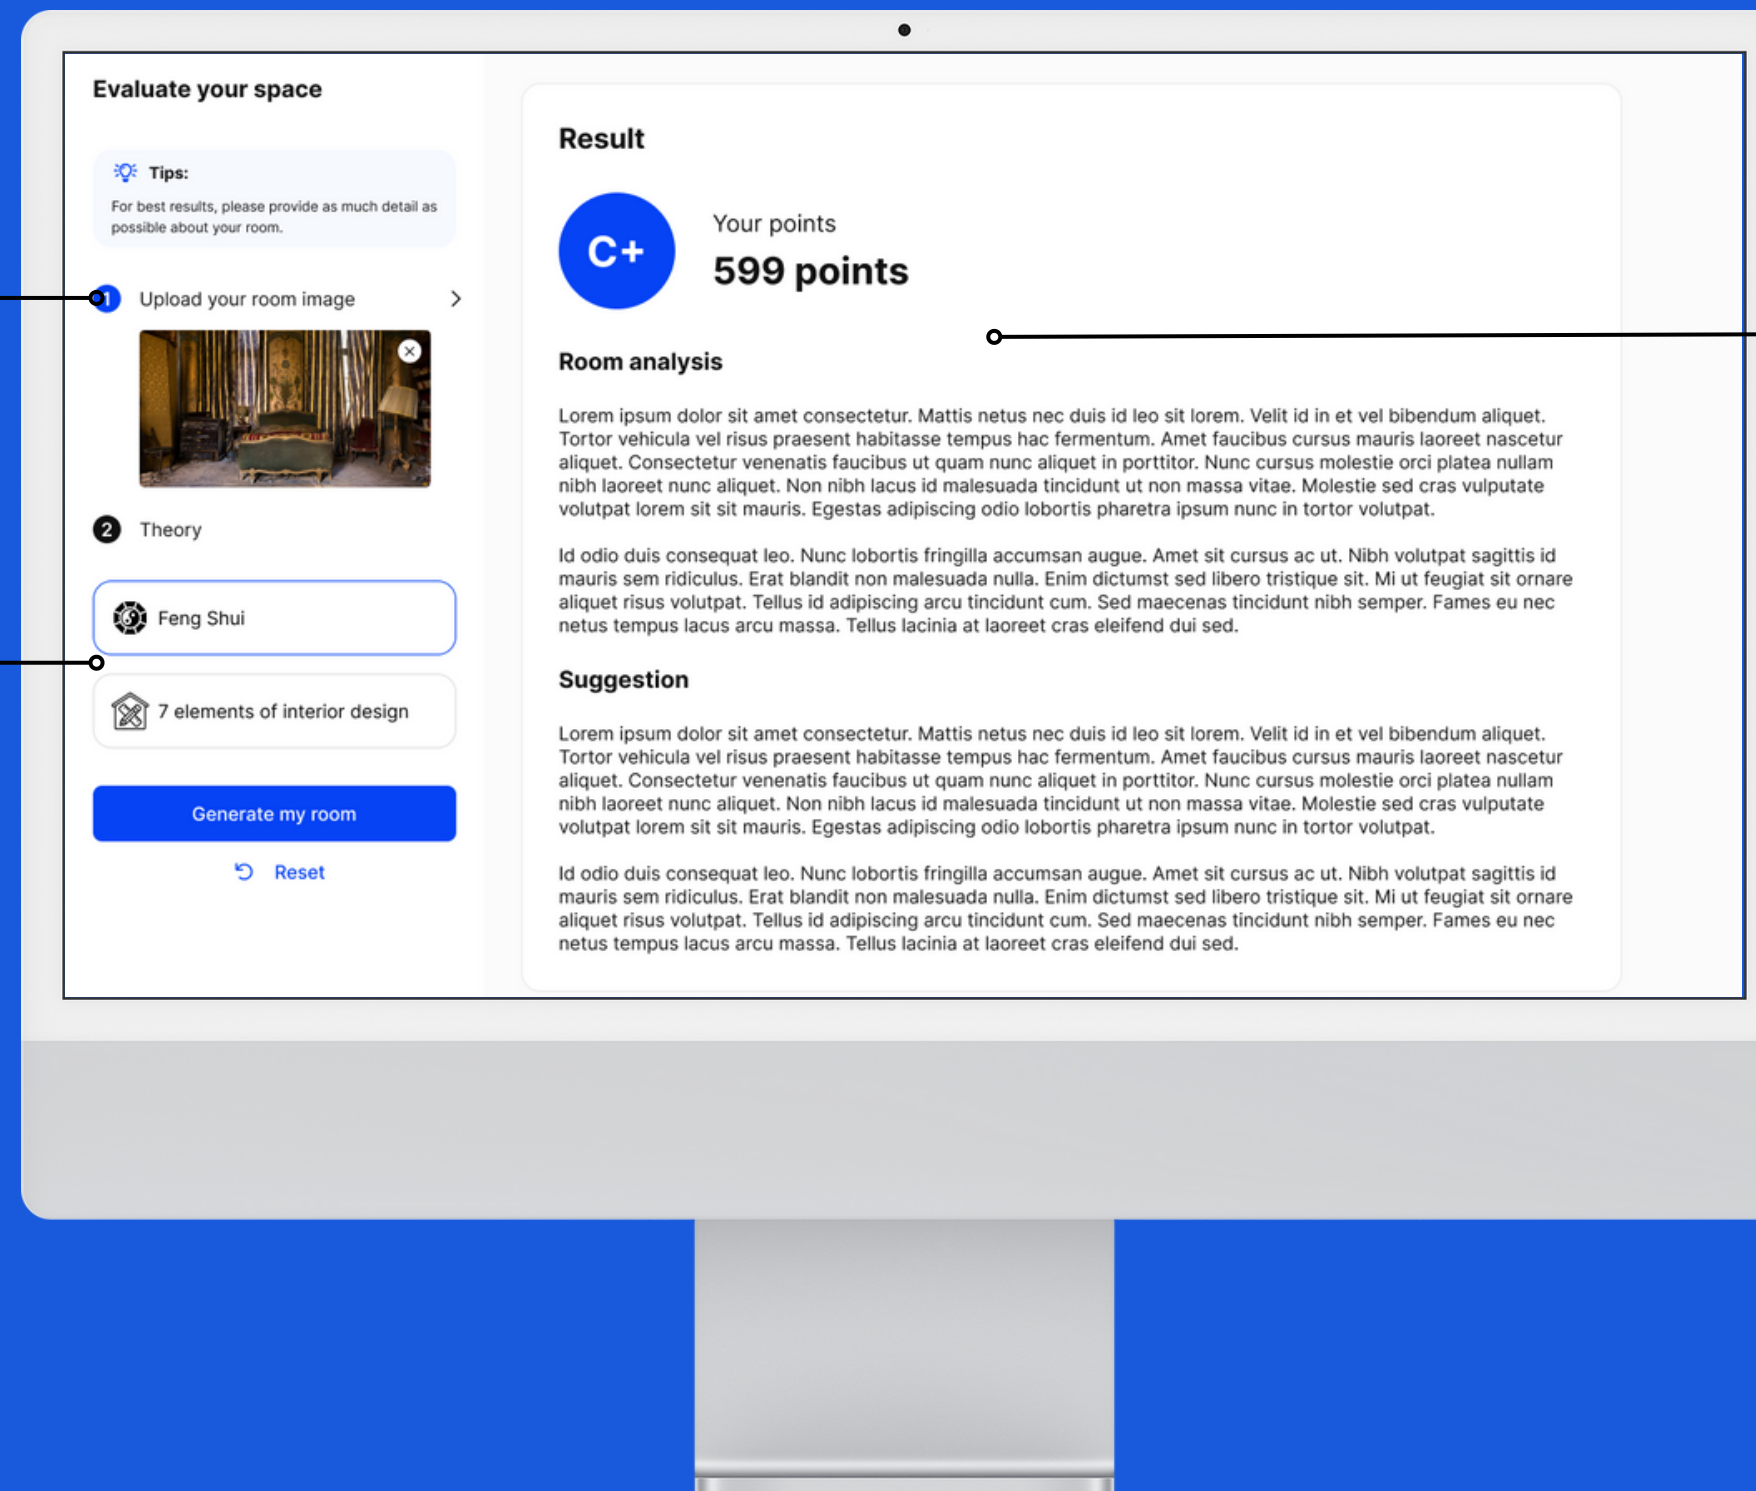 Evaluate your space
Tips:
For best results, please provide as much detail as
possible about your room.
1 Upload your room image
2 Theory
Feng Shui
7 elements of interior design
Generate my room
Reset
Result
C+
Your points
599 points
Room analysis
Lorem ipsum dolor sit amet consectetur. Mattis netus nec duis id leo sit lorem. Velit id in et vel bibendum aliquet.
Tortor vehicula vel risus praesent habitasse tempus hac fermentum. Amet faucibus cursus mauris laoreet nascetur
aliquet. Consectetur venenatis faucibus ut quam nunc aliquet in porttitor. Nunc cursus molestie orci platea nullam
nibh laoreet nunc aliquet. Non nibh lacus id malesuada tincidunt ut non massa vitae. Molestie sed cras vulputate
volutpat lorem sit sit mauris. Egestas adipiscing odio lobortis pharetra ipsum nunc in tortor volutpat.
Id odio duis consequat leo. Nunc lobortis fringilla accumsan augue. Amet sit cursus ac ut. Nibh volutpat sagittis id
mauris sem ridiculus. Erat blandit non malesuada nulla. Enim dictumst sed libero tristique sit. Mi ut feugiat sit ornare
aliquet risus volutpat. Tellus id adipiscing arcu tincidunt cum. Sed maecenas tincidunt nibh semper. Fames eu nec
netus tempus lacus arcu massa. Tellus lacinia at laoreet cras eleifend dui sed.
Suggestion
Lorem ipsum dolor sit amet consectetur. Mattis netus nec duis id leo sit lorem. Velit id in et vel bibendum aliquet.
Tortor vehicula vel risus praesent habitasse tempus hac fermentum. Amet faucibus cursus mauris laoreet nascetur
aliquet. Consectetur venenatis faucibus ut quam nunc aliquet in porttitor. Nunc cursus molestie orci platea nullam
nibh laoreet nunc aliquet. Non nibh lacus id malesuada tincidunt ut non massa vitae. Molestie sed cras vulputate
volutpat lorem sit sit mauris. Egestas adipiscing odio lobortis pharetra ipsum nunc in tortor volutpat.
Id odio duis consequat leo. Nunc lobortis fringilla accumsan augue. Amet sit cursus ac ut. Nibh volutpat sagittis id
mauris sem ridiculus. Erat blandit non malesuada nulla. Enim dictumst sed libero tristique sit. Mi ut feugiat sit ornare
aliquet risus volutpat. Tellus id adipiscing arcu tincidunt cum. Sed maecenas tincidunt nibh semper. Fames eu nec
netus tempus lacus arcu massa. Tellus lacinia at laoreet cras eleifend dui sed.